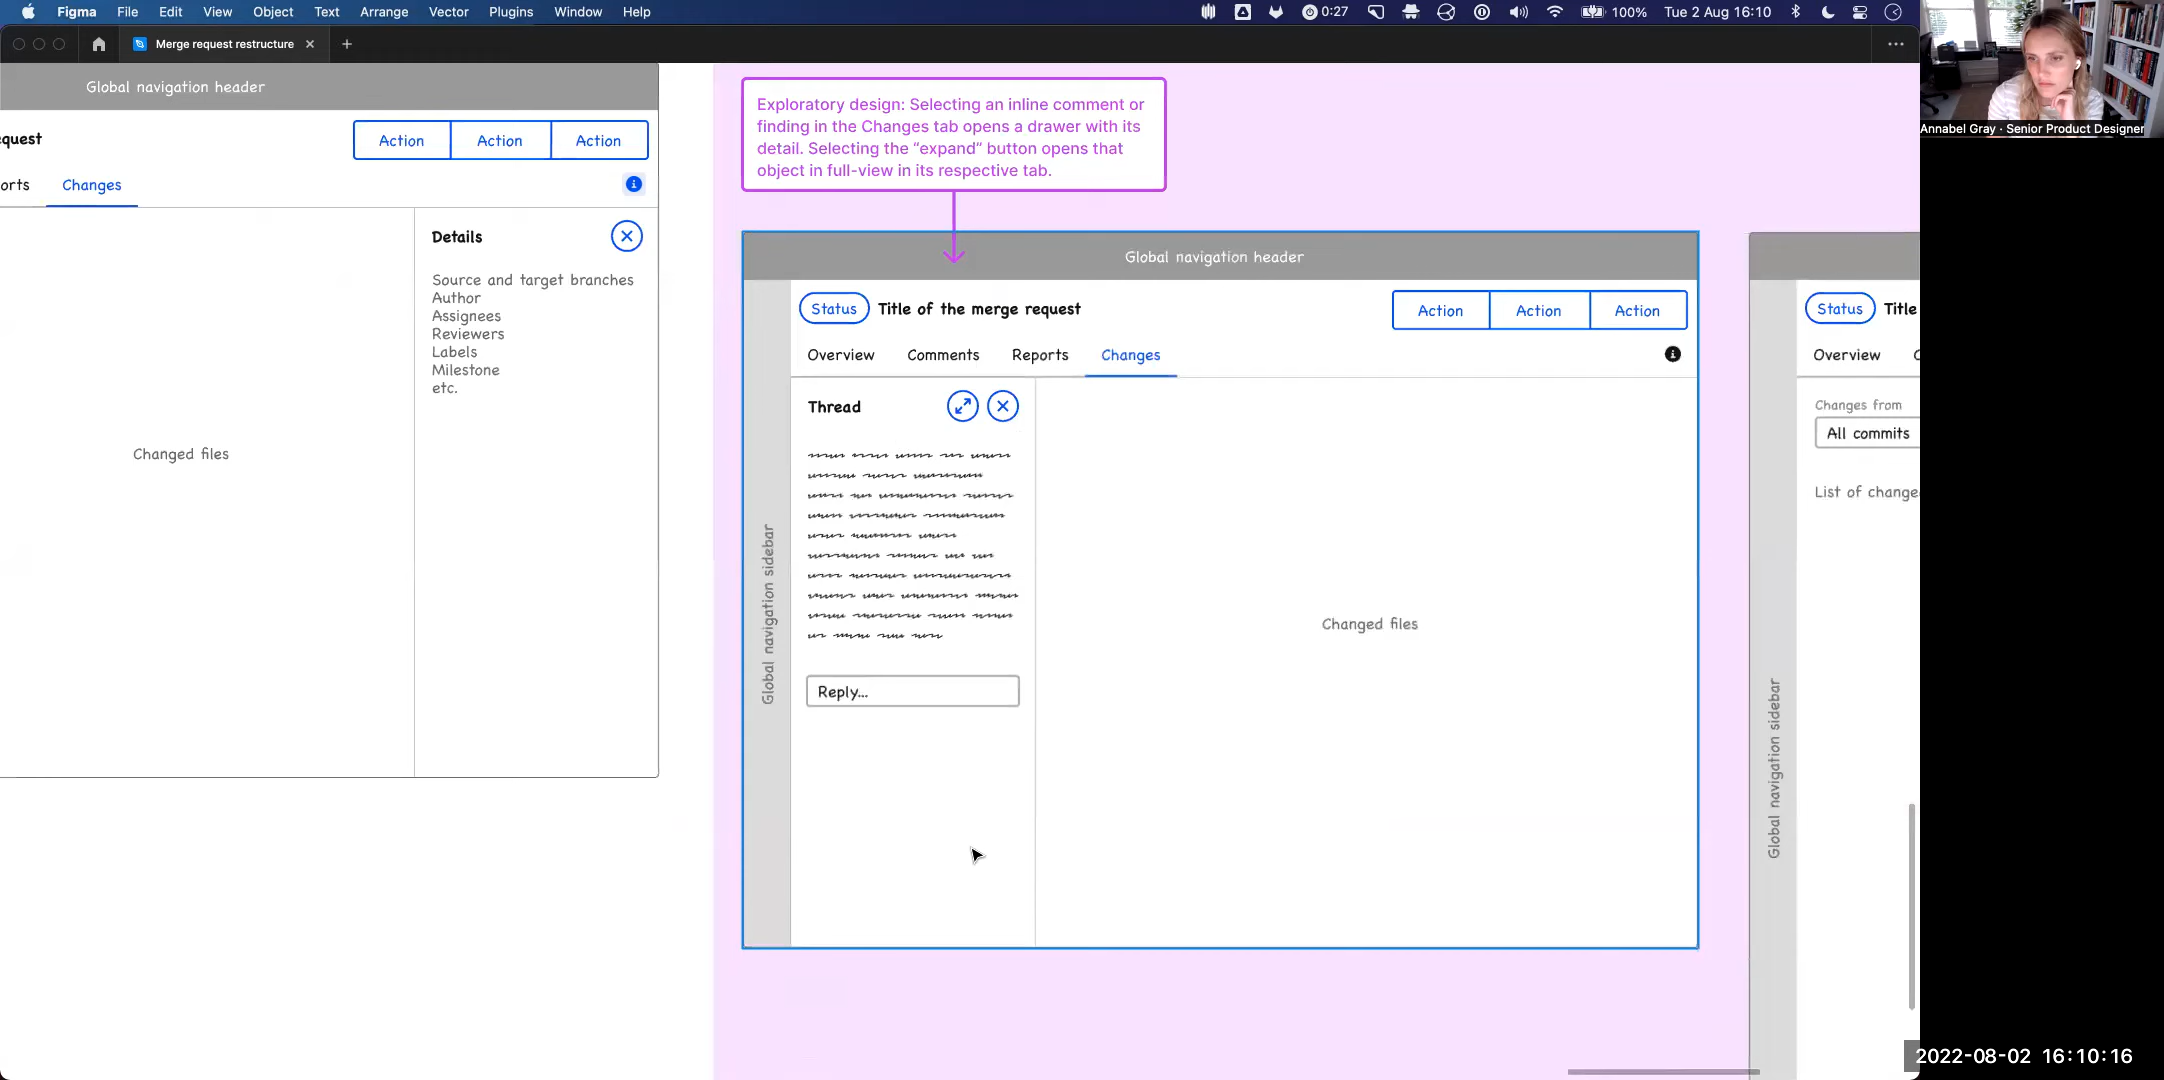 Figma File Edit View Object Text Arrange Vector Plugins Window Help 0:27 100% Tue 2 Aug 16:10
Merge request restructure
Global navigation header
equest
Action Action Action
orts Changes
Details
Source and target branches
Author
Assignees
Reviewers
Labels
Milestone
etc.
Changed files
Exploratory design: Selecting an inline comment or
finding in the Changes tab opens a drawer with its
detail. Selecting the “expand” button opens that
object in full-view in its respective tab.
Global navigation header
Global navigation sidebar
Status Title of the merge request
Action Action Action
Overview Comments Reports Changes
Thread
Reply...
Changed files
Global navigation sidebar
Status Title
Overview C
Changes from
All commits
List of change
Annabel Gray · Senior Product Designer
2022-08-02 16:10:16